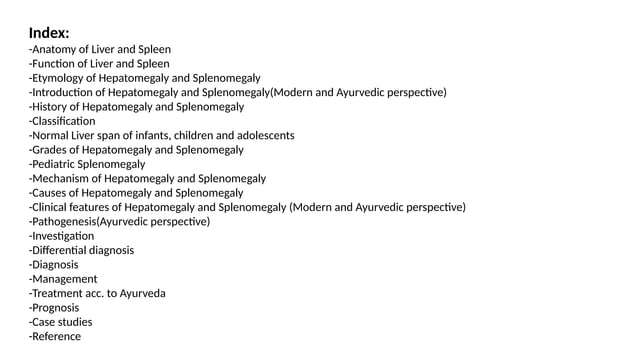 Index:
-Anatomy of Liver and Spleen
-Function of Liver and Spleen
-Etymology of Hepatomegaly and Splenomegaly
-Introduction of Hepatomegaly and Splenomegaly(Modern and Ayurvedic perspective)
-History of Hepatomegaly and Splenomegaly
-Classification
-Normal Liver span of infants, children and adolescents
-Grades of Hepatomegaly and Splenomegaly
-Pediatric Splenomegaly
-Mechanism of Hepatomegaly and Splenomegaly
-Causes of Hepatomegaly and Splenomegaly
-Clinical features of Hepatomegaly and Splenomegaly (Modern and Ayurvedic perspective)
-Pathogenesis(Ayurvedic perspective)
-Investigation
-Differential diagnosis
-Diagnosis
-Management
-Treatment acc. to Ayurveda
-Prognosis
-Case studies
-Reference